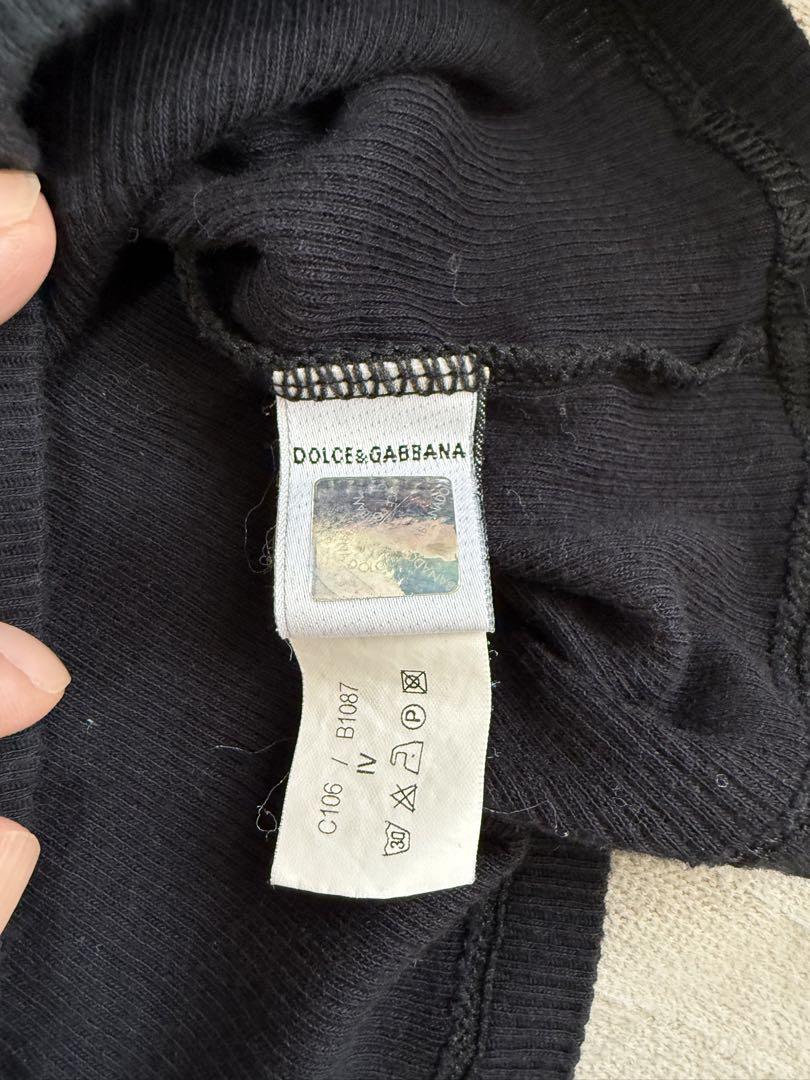 DOLCE&GABBANA
C106 / B1087
IV
30
P